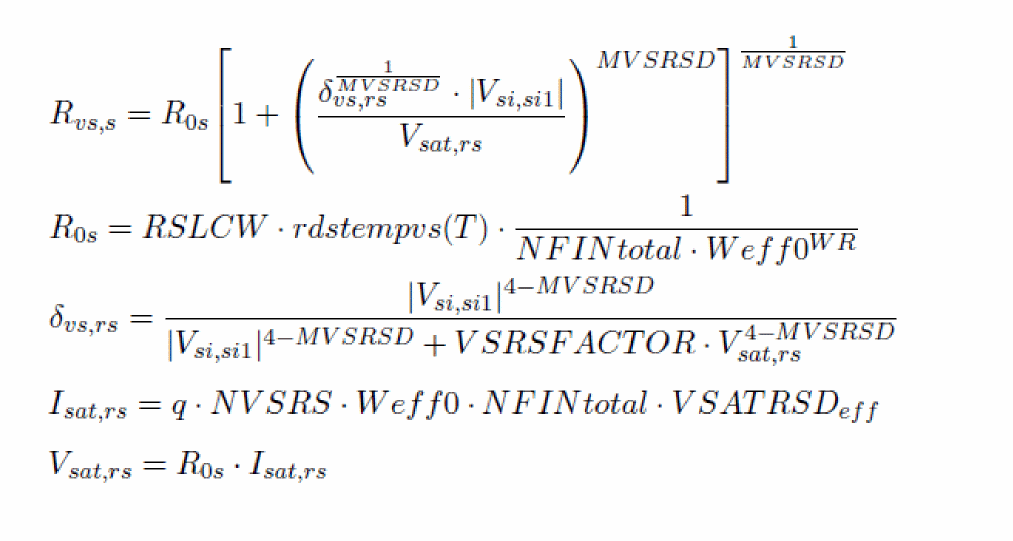 $R_{vs,s} = R_{0s} \left[ 1 + \left( \frac{\delta_{vs,rs}^{\frac{1}{MVSRSD}} \cdot |V_{si,si1}|}{V_{sat,rs}} \right)^{MVSRSD} \right]^{\frac{1}{MVSRSD}}$
$R_{0s} = RSLCW \cdot rdstempvs(T) \cdot \frac{1}{NFINtotal \cdot Weff0^{WR}}$
$\delta_{vs,rs} = \frac{|V_{si,si1}|^{4-MVSRSD}}{|V_{si,si1}|^{4-MVSRSD} + VSRSFACTOR \cdot V_{sat,rs}^{4-MVSRSD}}$
$I_{sat,rs} = q \cdot NVSRS \cdot Weff0 \cdot NFINtotal \cdot VSATRSD_{eff}$
$V_{sat,rs} = R_{0s} \cdot I_{sat,rs}$